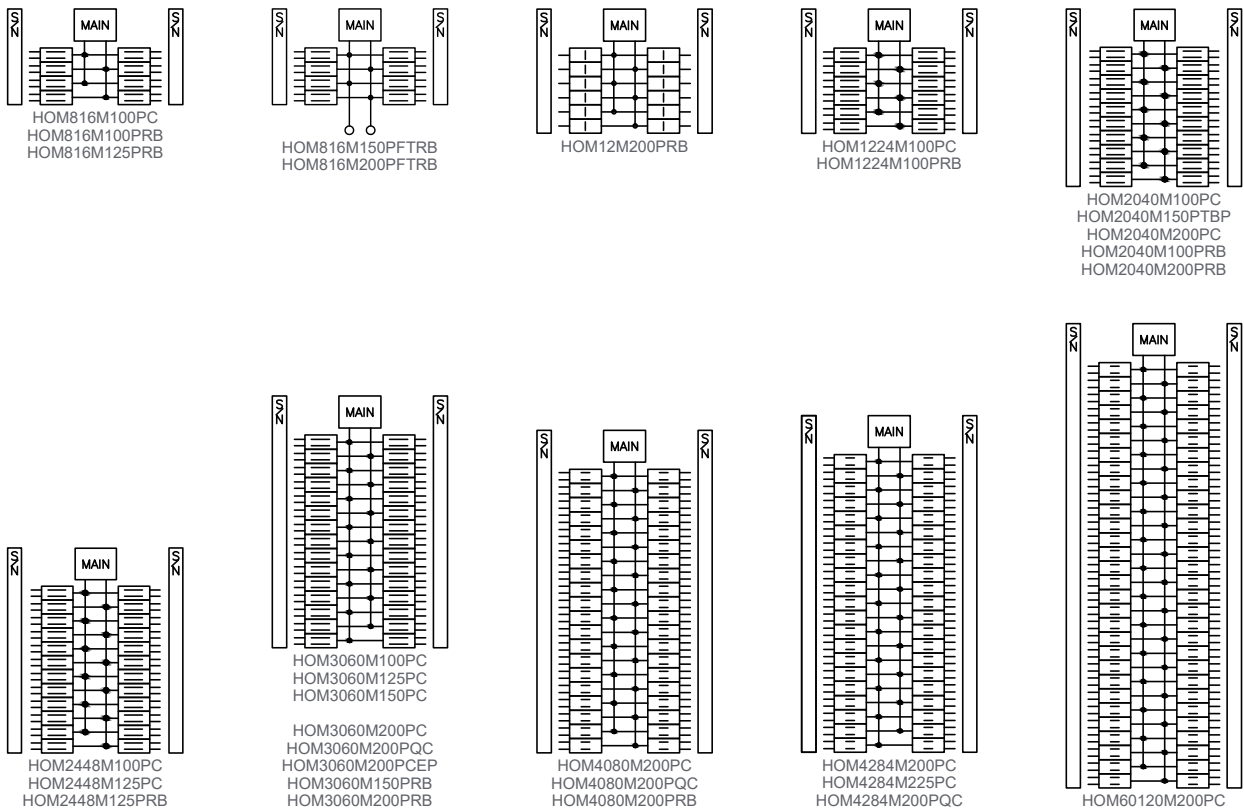 S/N MAIN S/N
HOM816M100PC
HOM816M100PRB
HOM816M125PRB
S/N MAIN S/N
HOM816M150PFTRB
HOM816M200PFTRB
S/N MAIN S/N
HOM12M200PRB
S/N MAIN S/N
HOM1224M100PC
HOM1224M100PRB
S/N MAIN S/N
HOM2040M100PC
HOM2040M150PTBP
HOM2040M200PC
HOM2040M100PRB
HOM2040M200PRB
S/N MAIN S/N
HOM2448M100PC
HOM2448M125PC
HOM2448M125PRB
S/N MAIN S/N
HOM3060M100PC
HOM3060M125PC
HOM3060M150PC
HOM3060M200PC
HOM3060M200PQC
HOM3060M200PCEP
HOM3060M150PRB
HOM3060M200PRB
S/N MAIN S/N
HOM4080M200PC
HOM4080M200PQC
HOM4080M200PRB
S/N MAIN S/N
HOM4284M200PC
HOM4284M225PC
HOM4284M200PQC
S/N MAIN S/N
HOM60120M200PC